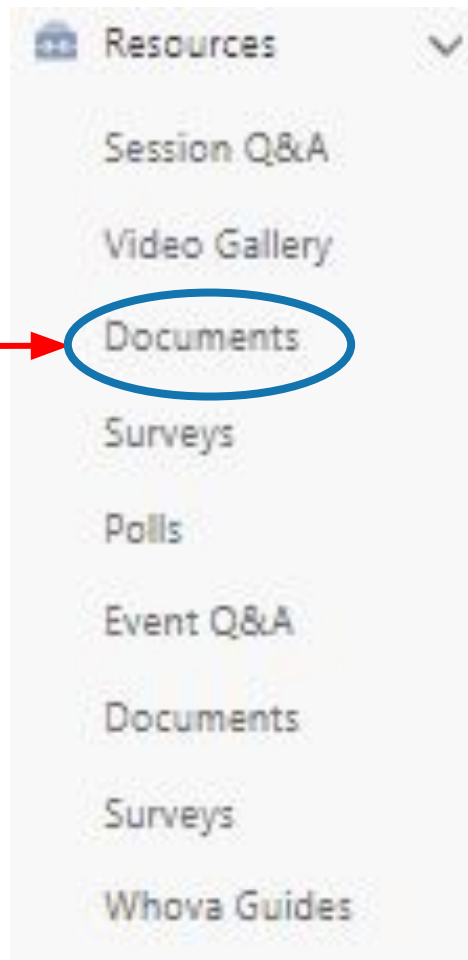 Resources
Session Q&A
Video Gallery
Documents
Surveys
Polls
Event Q&A
Documents
Surveys
Whova Guides